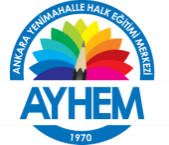 ANKARA YENİMAHALLE HALK EĞİTİMİ MERKEZİ
AYHEM
1970